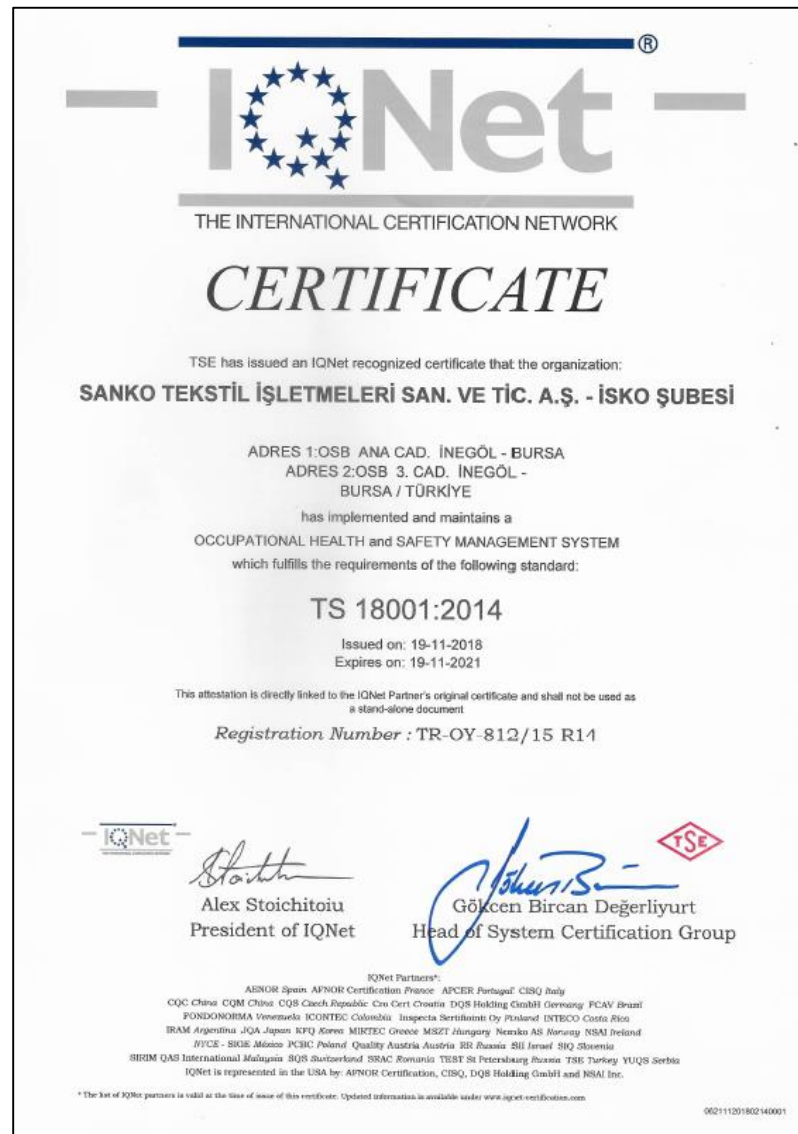 ®
IQNet
THE INTERNATIONAL CERTIFICATION NETWORK
CERTIFICATE
TSE has issued an IQNet recognized certificate that the organization:
SANKO TEKSTİL İŞLETMELERİ SAN. VE TİC. A.Ş. - İSKO ŞUBESİ
ADRES 1:OSB ANA CAD. İNEGÖL - BURSA
ADRES 2:OSB 3. CAD. İNEGÖL -
BURSA / TÜRKİYE
has implemented and maintains a
OCCUPATIONAL HEALTH and SAFETY MANAGEMENT SYSTEM
which fulfills the requirements of the following standard:
TS 18001:2014
Issued on: 19-11-2018
Expires on: 19-11-2021
This attestation is directly linked to the IQNet Partner's original certificate and shall not be used as
a stand-alone document
Registration Number : TR-OY-812/15 R14
IQNet
TSE
Alex Stoichitoiu
President of IQNet
Gökcen Bircan Değerliyurt
Head of System Certification Group
IQNet Partners*:
AENOR Spain AFNOR Certification France APCER Portugal CISQ Italy
CQC China CQM China CQS Czech Republic Cro Cert Croatia DQS Holding GmbH Germany FCAV Brazil
FONDONORMA Venezuela ICONTEC Colombia Inspecta Sertifiointi Oy Finland INTECO Costa Rica
IRAM Argentina JQA Japan KFQ Korea MIRTEC Greece MSZT Hungary Nemko AS Norway NSAI Ireland
NYCE - SIGE México PCBC Poland Quality Austria Austria RR Russia SII Israel SIQ Slovenia
SIRIM QAS International Malaysia SQS Switzerland SRAC Romania TEST St Petersburg Russia TSE Turkey YUQS Serbia
IQNet is represented in the USA by: AFNOR Certification, CISQ, DQS Holding GmbH and NSAI Inc.
* The list of IQNet partners is valid at the time of issue of this certificate. Updated information is available under www.iqnet-certification.com
062111201802140001